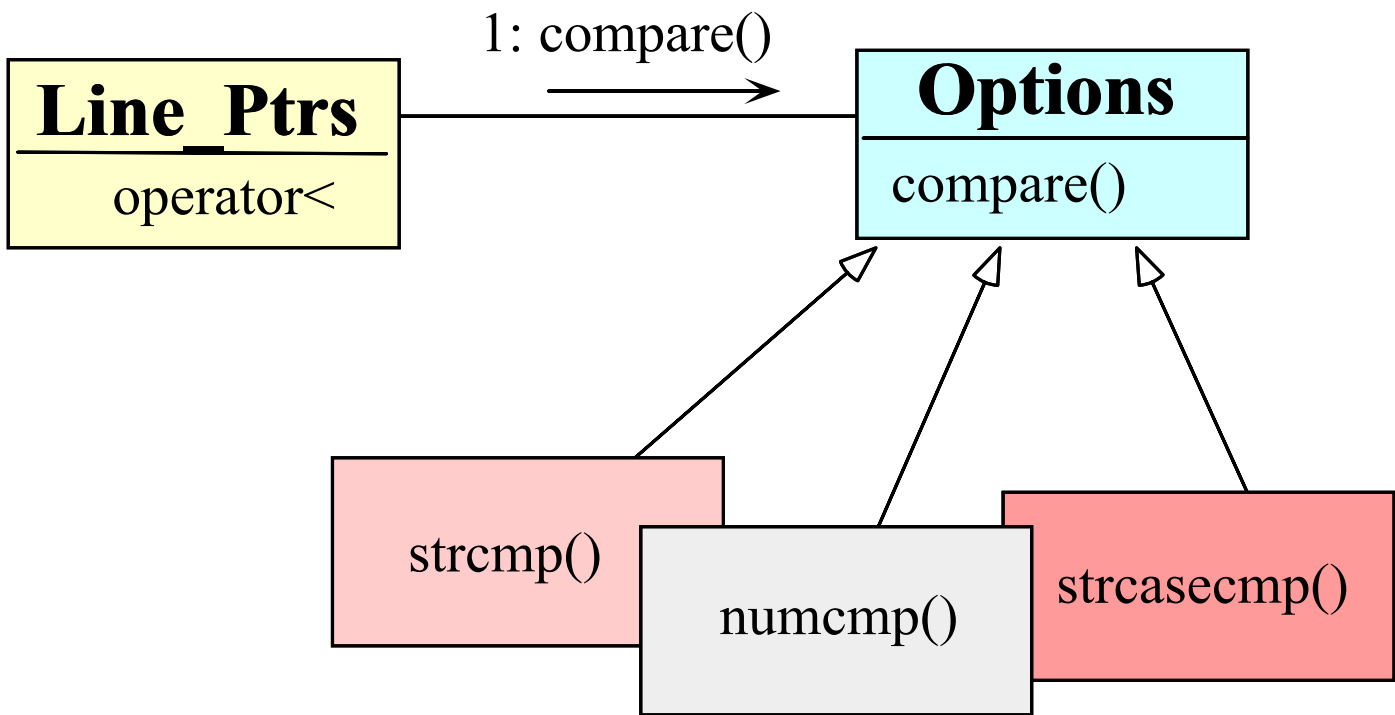 1: compare()
Line_Ptrs
operator<
Options
compare()
strcmp()
numcmp()
strcasecmp()